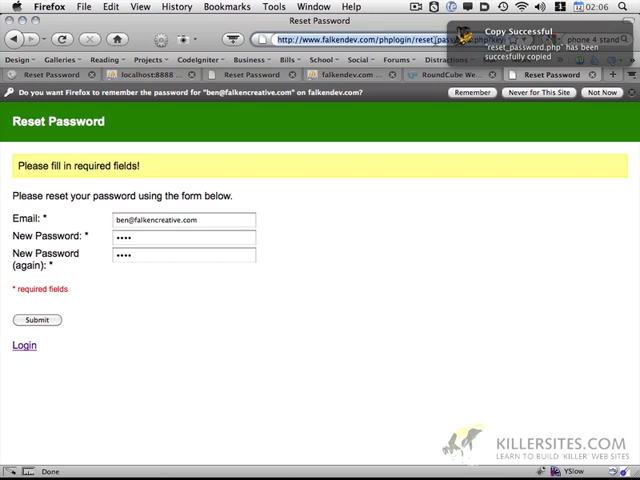 Firefox File Edit View History Bookmarks Tools Window Help 02:06
Reset Password
http://www.falkendev.com/phplogin/reset_pass
phone 4 stand
Copy Successful
"reset_password.php" has been succesfully copied
Design Galleries Reading Projects CodeIgniter Business Bills School Forums Distractions
Reset Password localhost:8888 Reset Password falkendev.com RoundCube Web Reset Password
Do you want Firefox to remember the password for "ben@falkencreative.com" on falkendev.com? Remember Never for This Site Not Now
Reset Password
Please fill in required fields!
Please reset your password using the form below.
Email: * ben@falkencreative.com
New Password: * ••••
New Password (again): * ••••
* required fields
Submit
Login
KILLERSITES.COM
LEARN TO BUILD 'KILLER' WEB SITES
Done YSlow